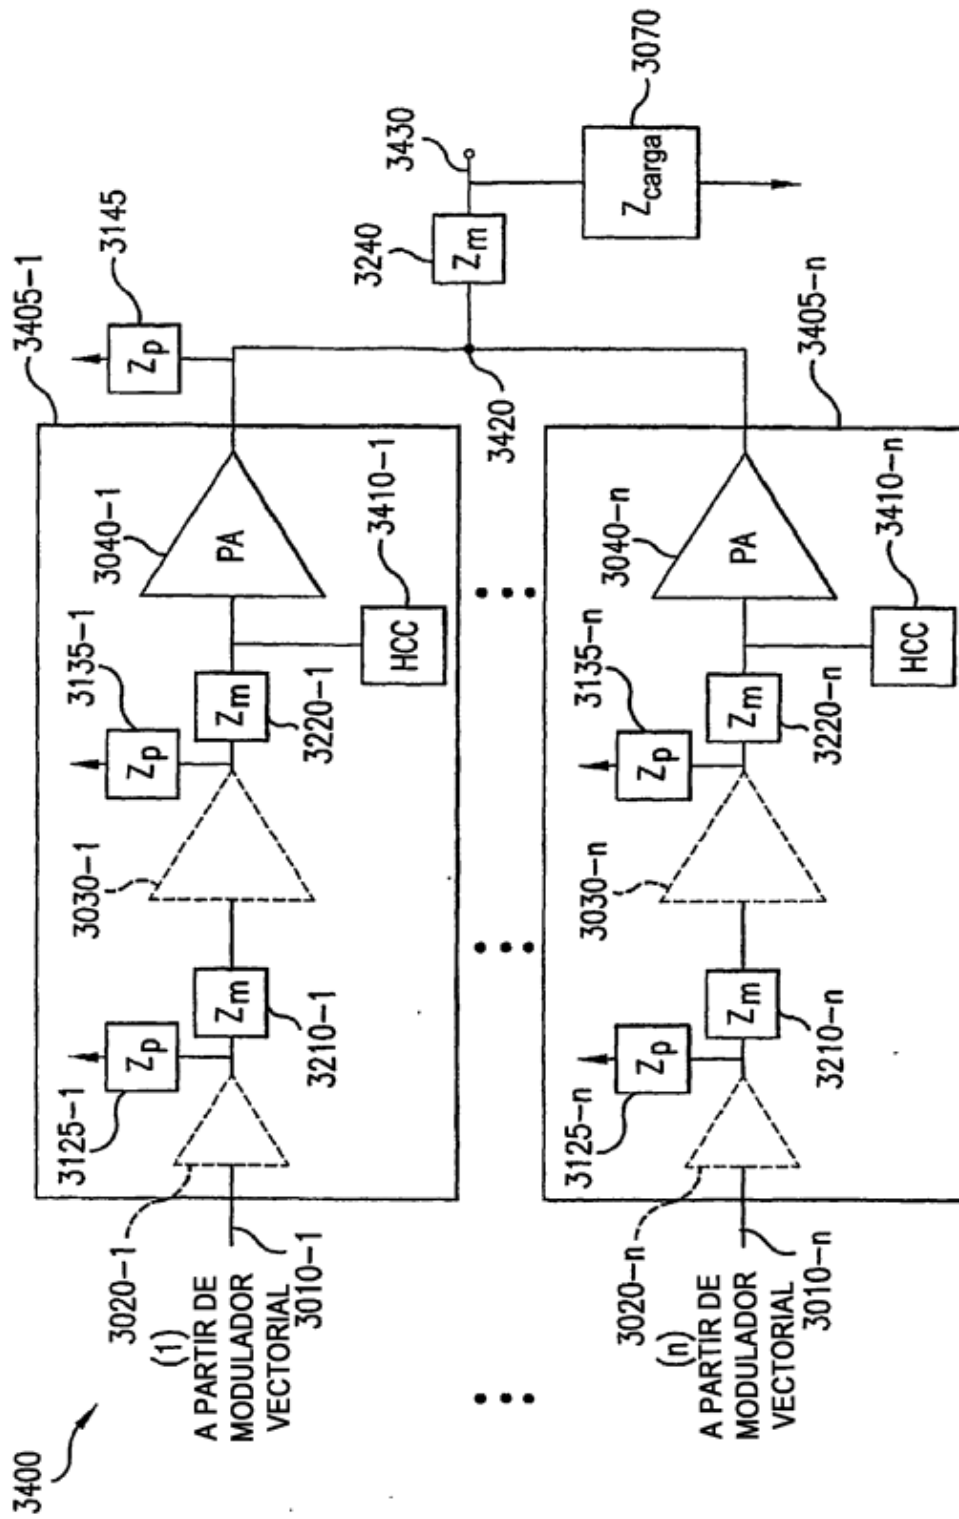 3400
3405-1
3145
Zp
3125-1
Zp
3135-1
Zp
3020-1
3030-1
3040-1
PA
Zm
3210-1
Zm
3220-1
HCC
3410-1
3010-1
(1)
A PARTIR DE
MODULADOR
VECTORIAL
3420
3240
Zm
3430
Zcarga
3070
3405-n
3125-n
Zp
3135-n
Zp
3020-n
3030-n
3040-n
PA
Zm
3210-n
Zm
3220-n
HCC
3410-n
3010-n
(n)
A PARTIR DE
MODULADOR
VECTORIAL